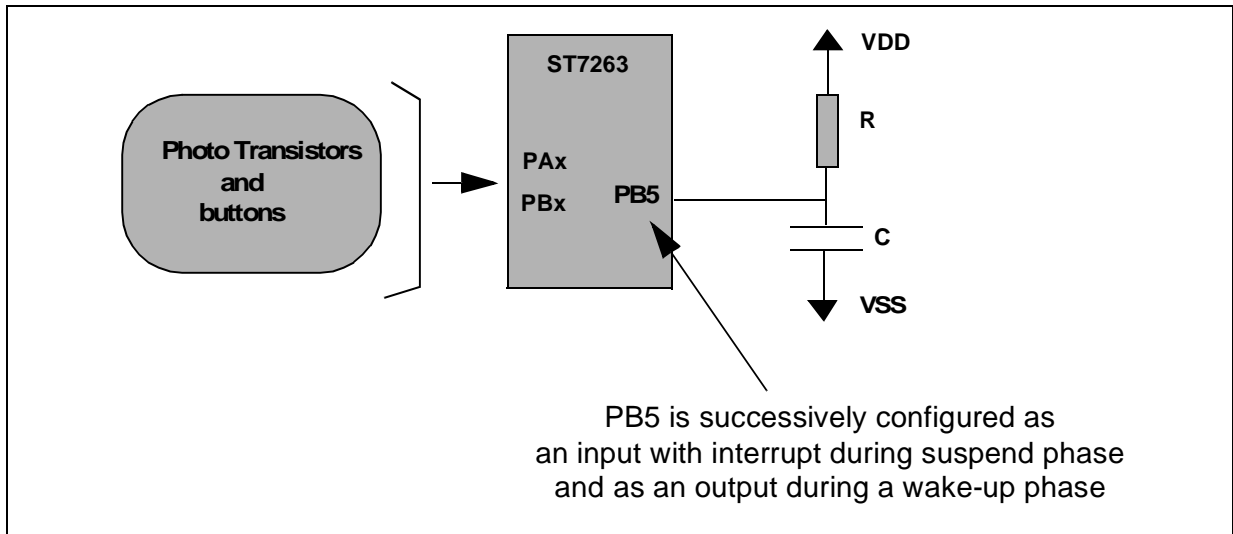 ST7263
VDD
R
Photo Transistors
and
buttons
PAx
PBx
PB5
C
VSS
PB5 is successively configured as
an input with interrupt during suspend phase
and as an output during a wake-up phase